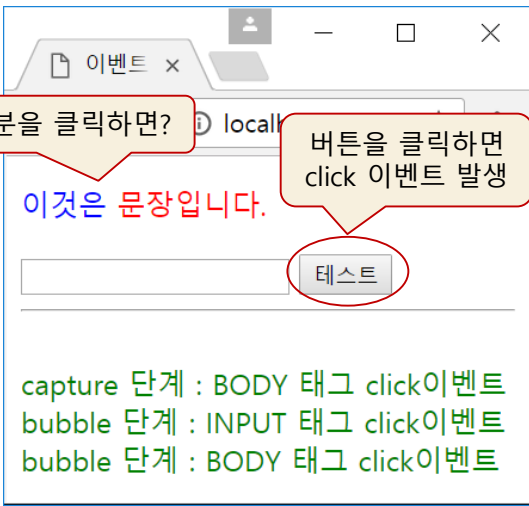 이벤트
분을 클릭하면?
버튼을 클릭하면
click 이벤트 발생
이것은 문장입니다.
테스트
capture 단계 : BODY 태그 click이벤트
bubble 단계 : INPUT 태그 click이벤트
bubble 단계 : BODY 태그 click이벤트